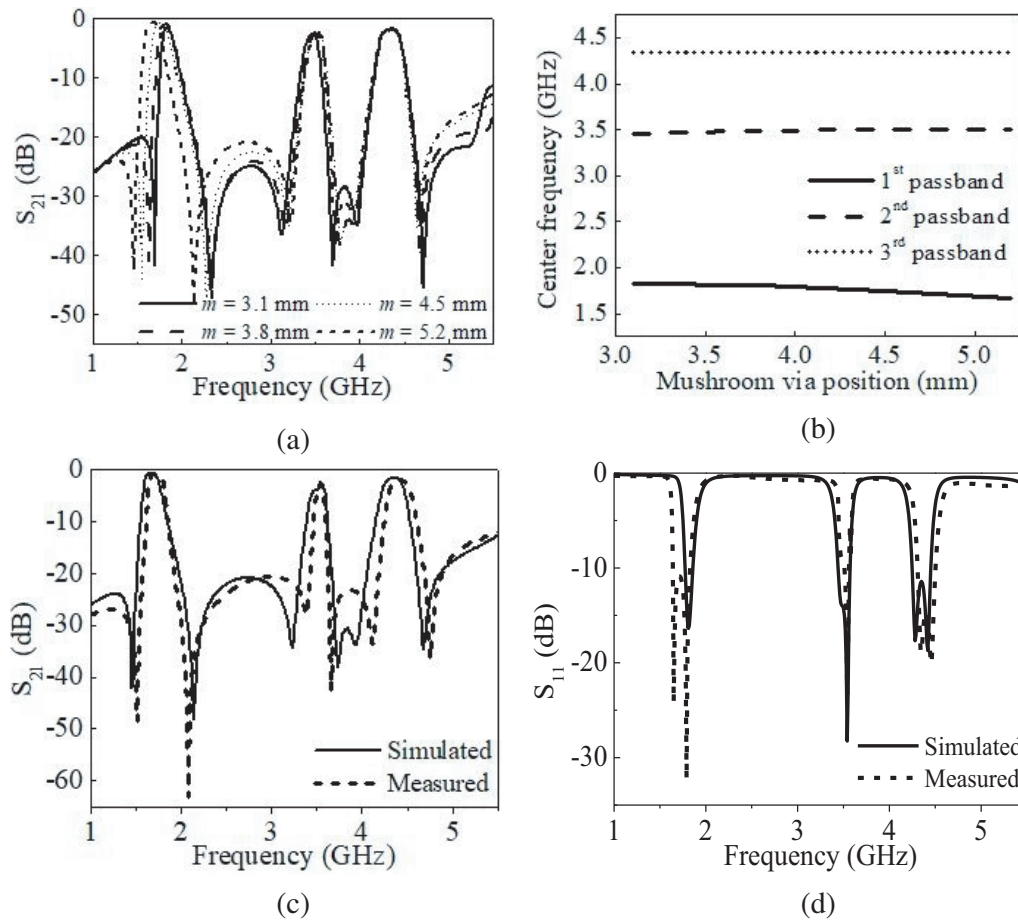 0
-10
-20
-30
-40
-50
S21 (dB)
m = 3.1 mm
m = 4.5 mm
m = 3.8 mm
m = 5.2 mm
1 2 3 4 5
Frequency (GHz)
(a)
4.5
4.0
3.5
3.0
2.5
2.0
1.5
Center frequency (GHz)
1st passband
2nd passband
3rd passband
3.0 3.5 4.0 4.5 5.0
Mushroom via position (mm)
(b)
0
-10
-20
-30
-40
-50
-60
S21 (dB)
Simulated
Measured
1 2 3 4 5
Frequency (GHz)
(c)
0
-10
-20
-30
S11 (dB)
Simulated
Measured
1 2 3 4 5
Frequency (GHz)
(d)